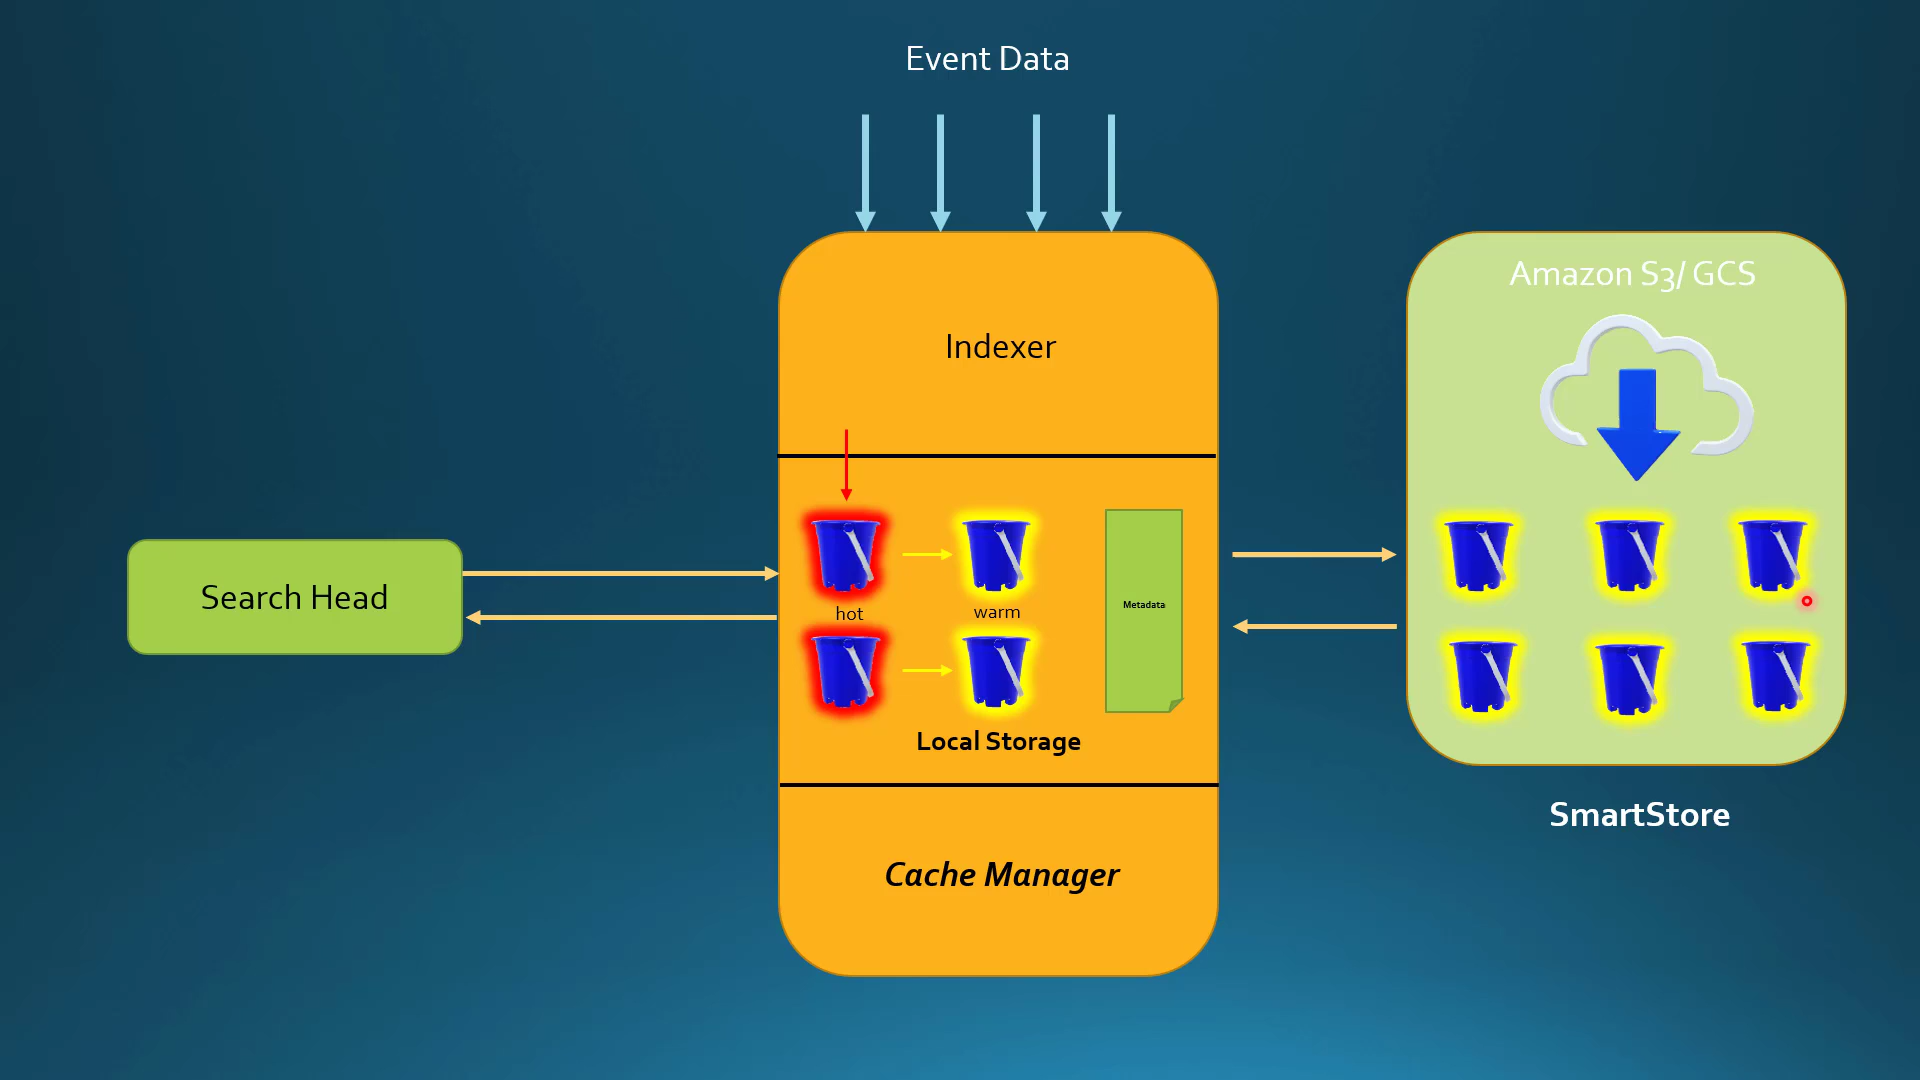 Event Data
Indexer
Amazon S3/ GCS
Search Head
hot
warm
Metadata
Local Storage
SmartStore
Cache Manager